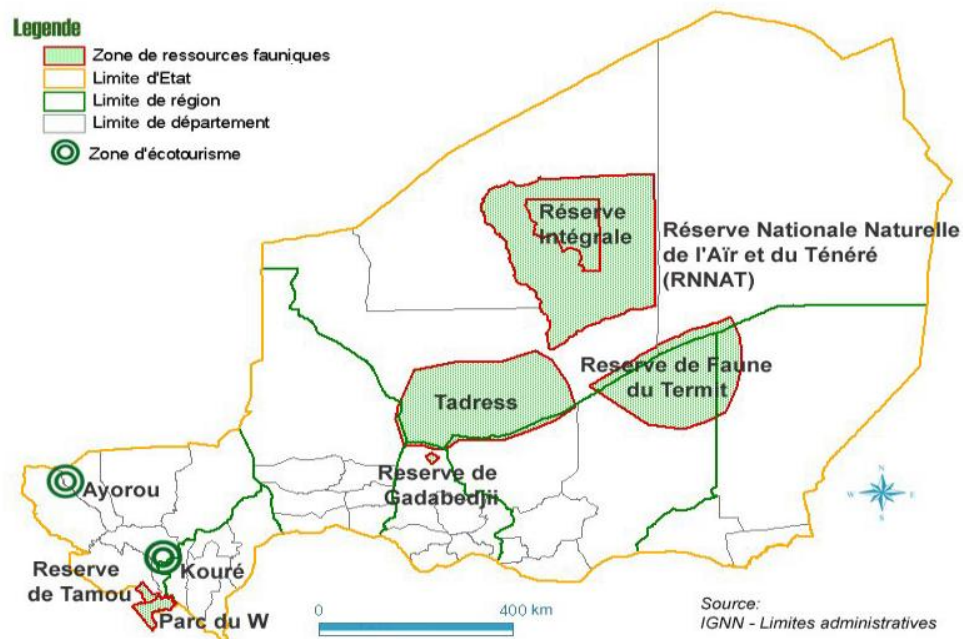 Legende
Zone de ressources fauniques
Limite d'Etat
Limite de région
Limite de département
Zone d'écotourisme
Réserve
Intégrale
Réserve Nationale Naturelle
de l'Aïr et du Ténéré
(RNNAT)
Reserve de Faune
du Termit
Tadress
Reserve de
Gadabedjii
Ayorou
Kouré
Reserve
de Tamou
Parc du W
N
W
E
S
0
400 km
Source:
IGNN - Limites administratives